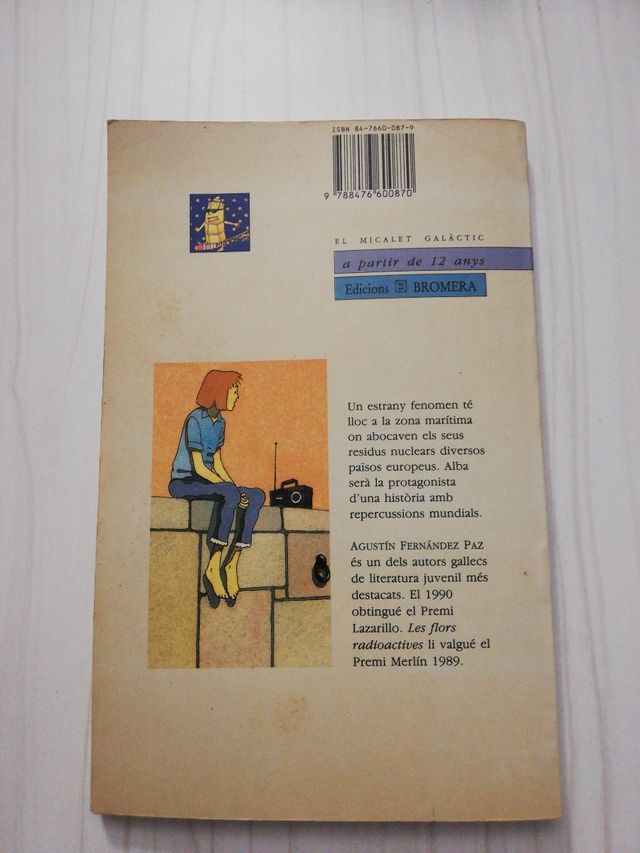 ISBN 84-7660-087-9
9 788476 600870
EL MICALET GALÀCTIC
a partir de 12 anys
Edicions BROMERA
Un estrany fenomen té
lloc a la zona marítima
on abocaven els seus
residus nuclears diversos
països europeus. Alba
serà la protagonista
d'una història amb
repercussions mundials.
AGUSTÍN FERNÁNDEZ PAZ
és un dels autors gallecs
de literatura juvenil més
destacats. El 1990
obtingué el Premi
Lazarillo. Les flors
radioactives li valgué el
Premi Merlín 1989.